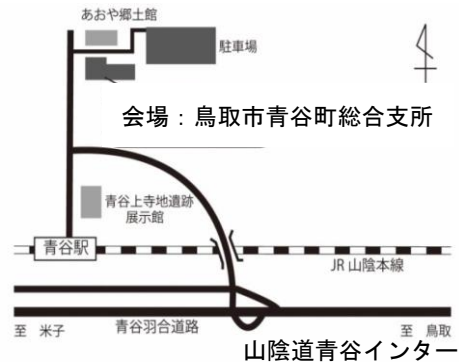 あおや郷土館
駐車場
会場：鳥取市青谷町総合支所
青谷上寺地遺跡
展示館
青谷駅
JR 山陰本線
至 米子
青谷羽合道路
至 鳥取
山陰道青谷インター